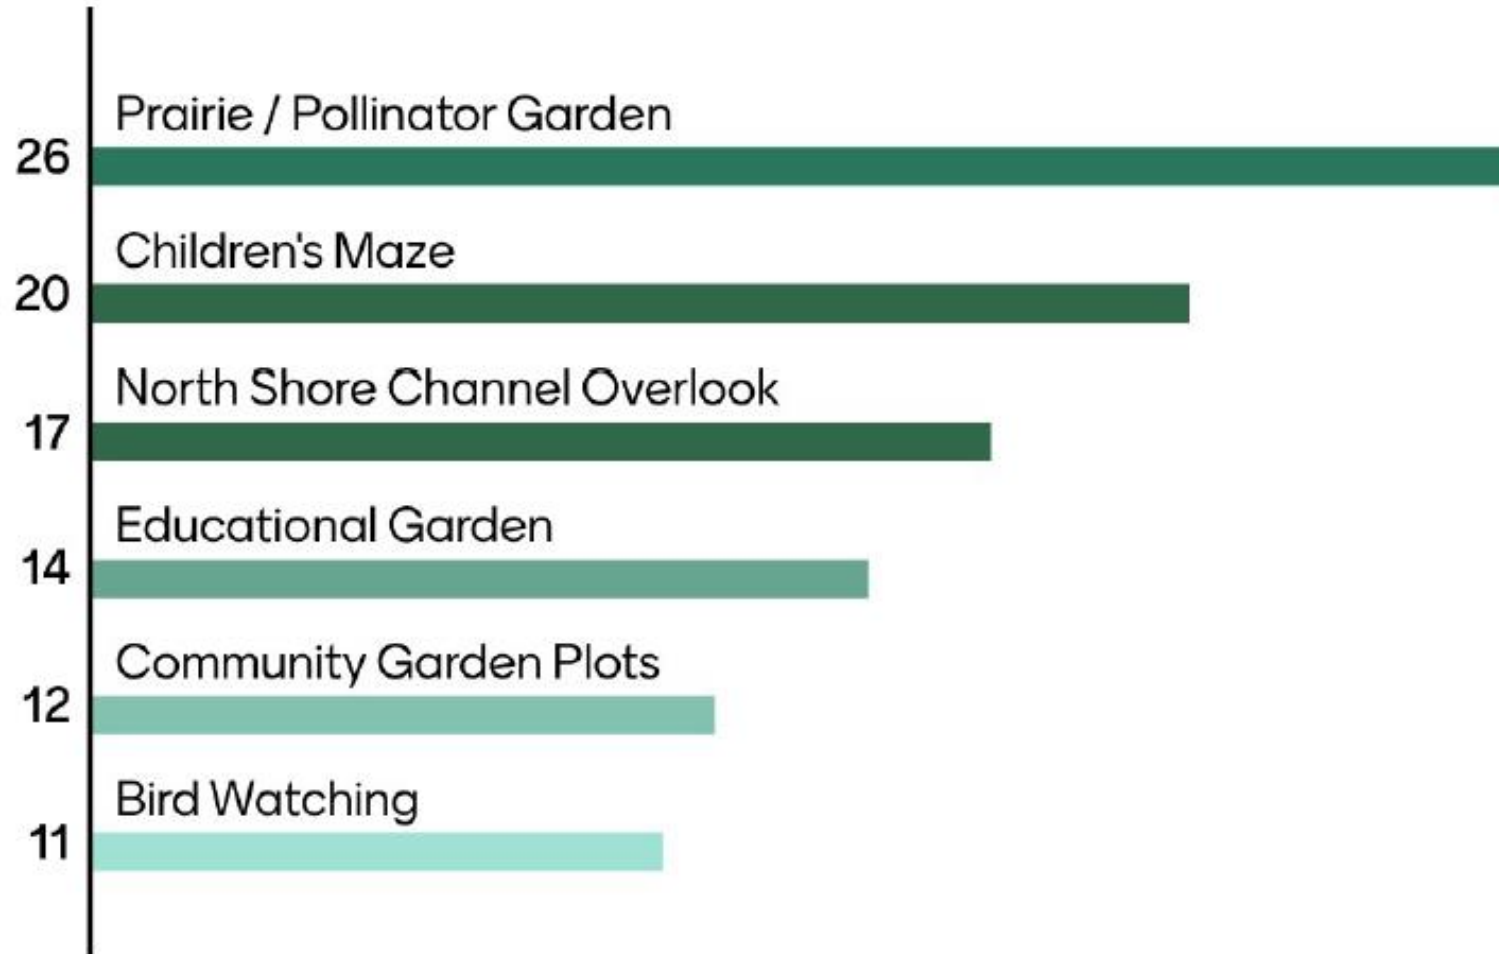 Prairie / Pollinator Garden
26
Children's Maze
20
North Shore Channel Overlook
17
Educational Garden
14
Community Garden Plots
12
Bird Watching
11